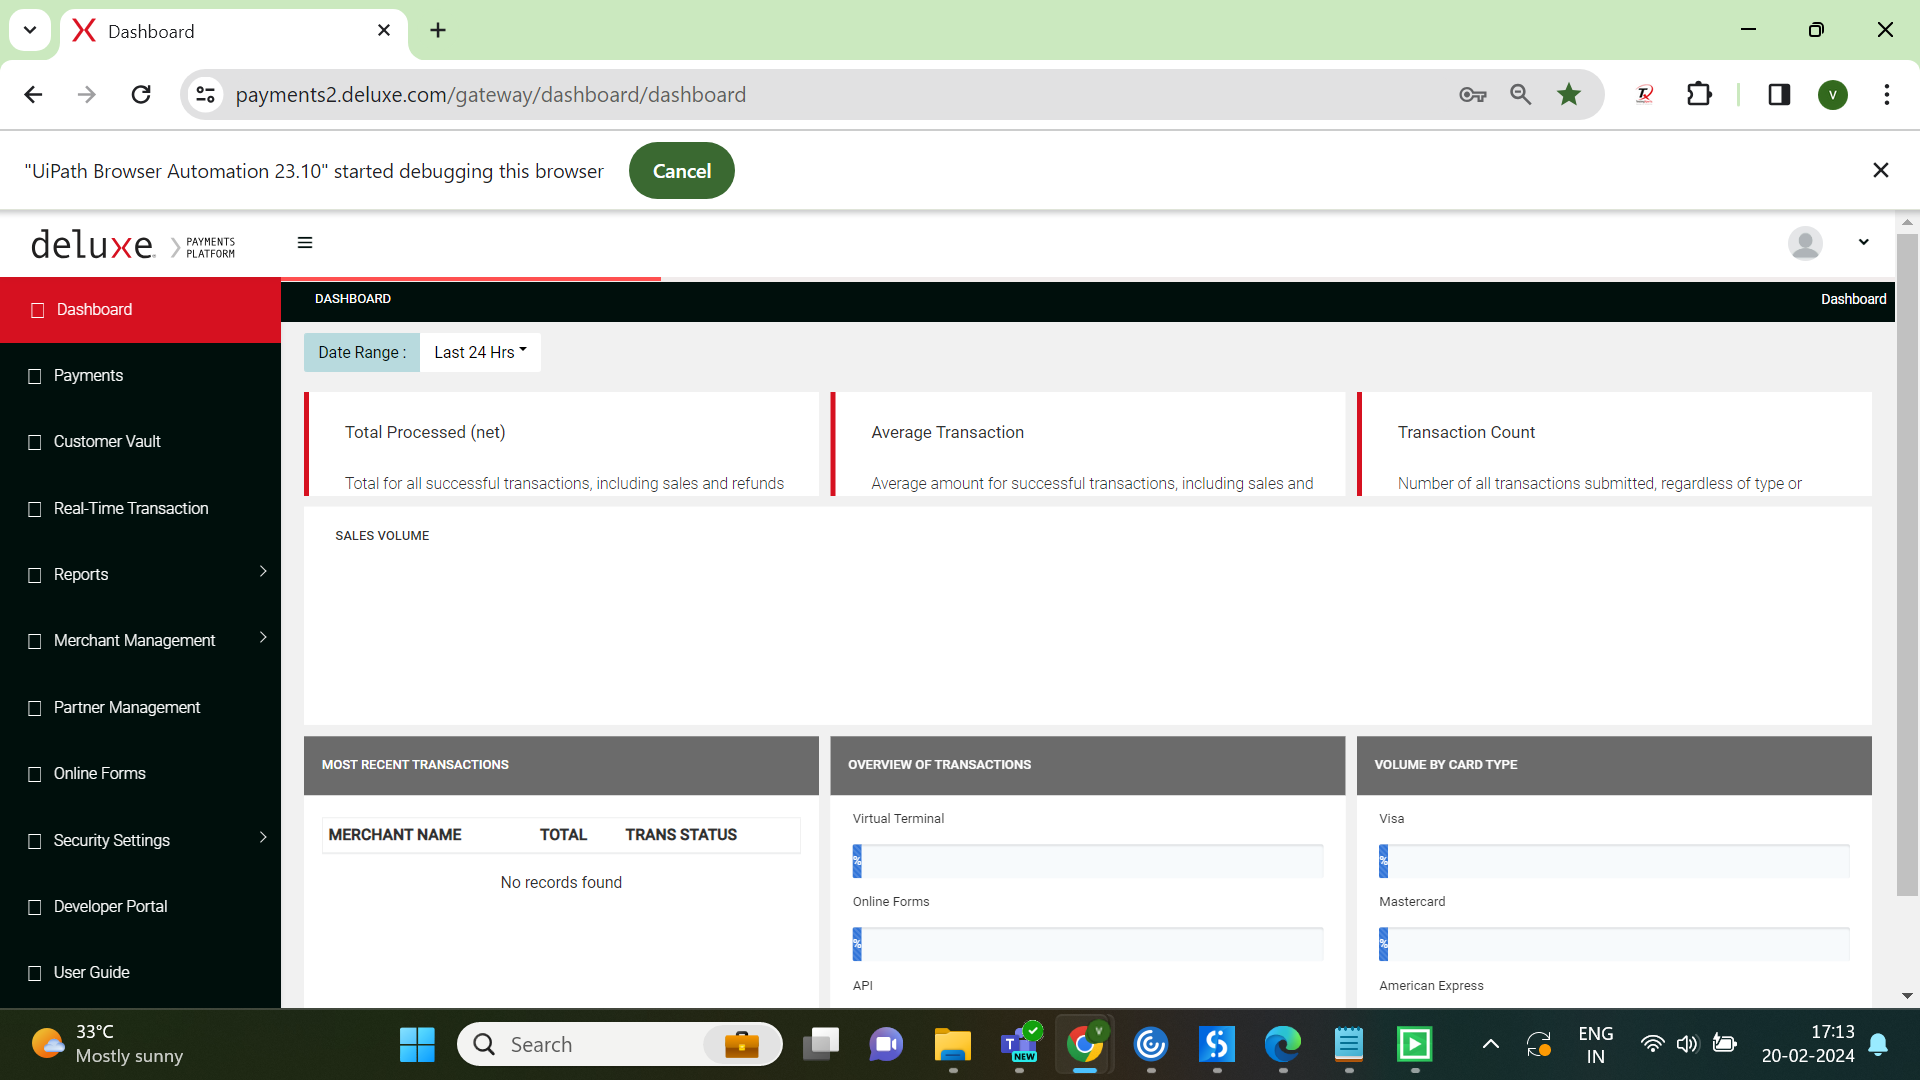 Dashboard
payments2.deluxe.com/gateway/dashboard/dashboard
V
"UiPath Browser Automation 23.10" started debugging this browser
Cancel
deluxe. PAYMENTS PLATFORM
Dashboard
DASHBOARD
Dashboard
Date Range :
Last 24 Hrs
Payments
Customer Vault
Real-Time Transaction
Reports
Merchant Management
Partner Management
Online Forms
Security Settings
Developer Portal
User Guide
Total Processed (net)
Total for all successful transactions, including sales and refunds
Average Transaction
Average amount for successful transactions, including sales and
Transaction Count
Number of all transactions submitted, regardless of type or
SALES VOLUME
MOST RECENT TRANSACTIONS
MERCHANT NAME TOTAL TRANS STATUS
No records found
OVERVIEW OF TRANSACTIONS
Virtual Terminal
%
Online Forms
%
API
VOLUME BY CARD TYPE
Visa
%
Mastercard
%
American Express
33°C
Mostly sunny
Search
T
NEW
V
ENG
IN
17:13
20-02-2024